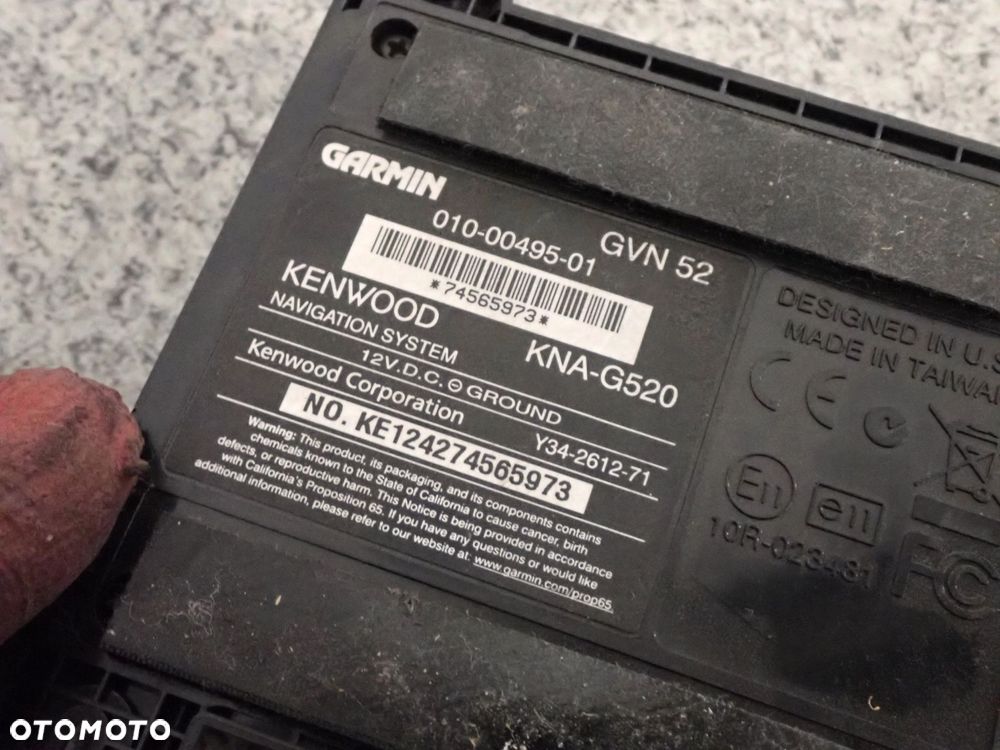 GARMIN
010-00495-01
GVN 52
*74565973*
KENWOOD
NAVIGATION SYSTEM
KNA-G520
12V.D.C. ⊖ GROUND
Kenwood Corporation
Y34-2612-71
NO. KE124274565973
Warning: This product, its packaging, and its components contains
chemicals known to the State of California to cause cancer, birth
defects, or reproductive harm. This Notice is being provided in accordance
with California's Proposition 65. If you have any questions or would like
additional information, please refer to our website at: www.garmin.com/prop65.
DESIGNED IN U.S
MADE IN TAIWA
CE
E11
e11
10R-023481
FC
OTOMOTO